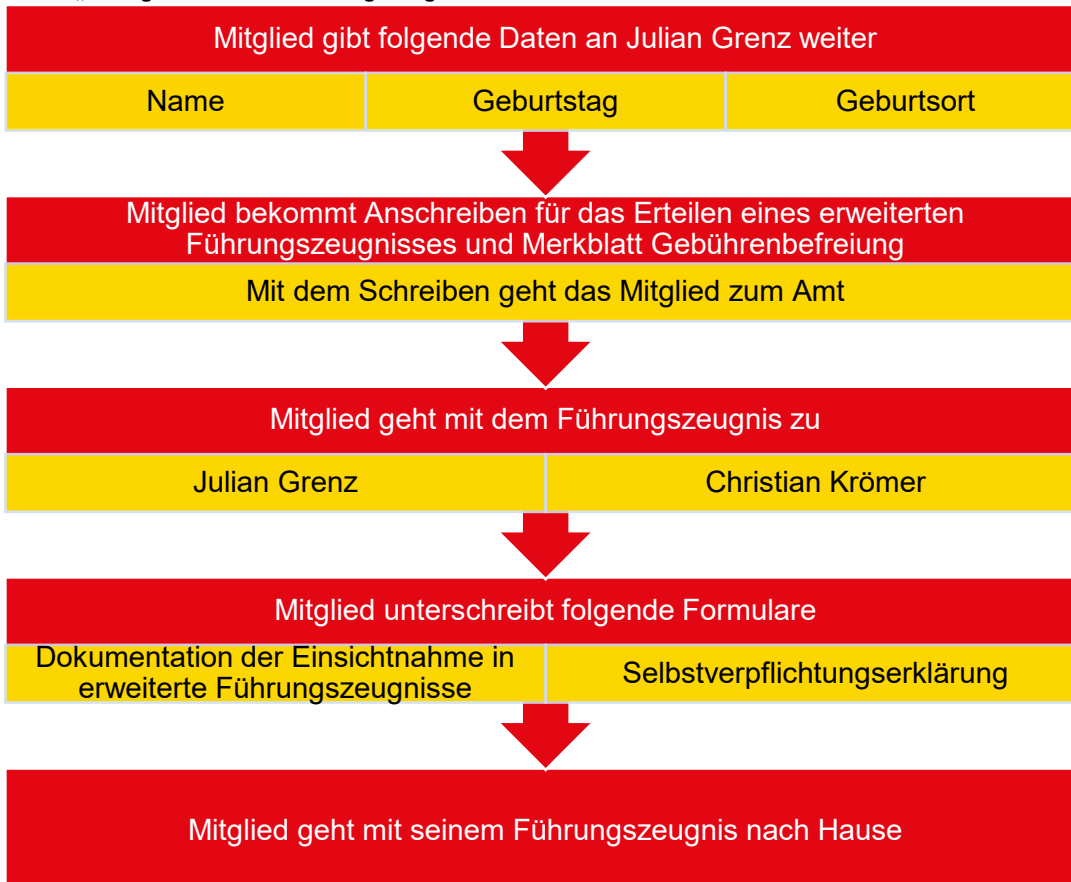 Mitglied gibt folgende Daten an Julian Grenz weiter
Name Geburtstag Geburtsort
Mitglied bekommt Anschreiben für das Erteilen eines erweiterten
Führungszeugnisses und Merkblatt Gebührenbefreiung
Mit dem Schreiben geht das Mitglied zum Amt
Mitglied geht mit dem Führungszeugnis zu
Julian Grenz Christian Krömer
Mitglied unterschreibt folgende Formulare
Dokumentation der Einsichtnahme in
erweiterte Führungszeugnisse
Selbstverpflichtungserklärung
Mitglied geht mit seinem Führungszeugnis nach Hause